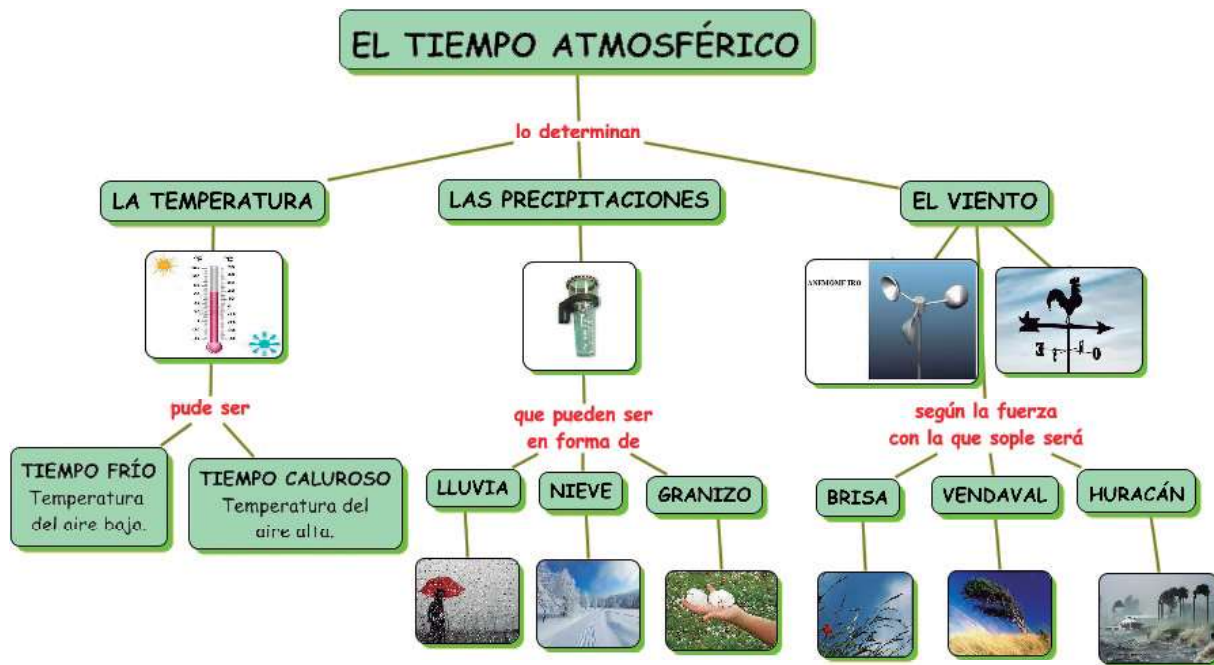 EL TIEMPO ATMOSFÉRICO
lo determinan
LA TEMPERATURA
LAS PRECIPITACIONES
EL VIENTO
ANEMÓMETRO
E
O
pude ser
que pueden ser
en forma de
según la fuerza
con la que sople será
TIEMPO FRÍO
Temperatura
del aire baja.
TIEMPO CALUROSO
Temperatura del
aire alta.
LLUVIA
NIEVE
GRANIZO
BRISA
VENDAVAL
HURACÁN